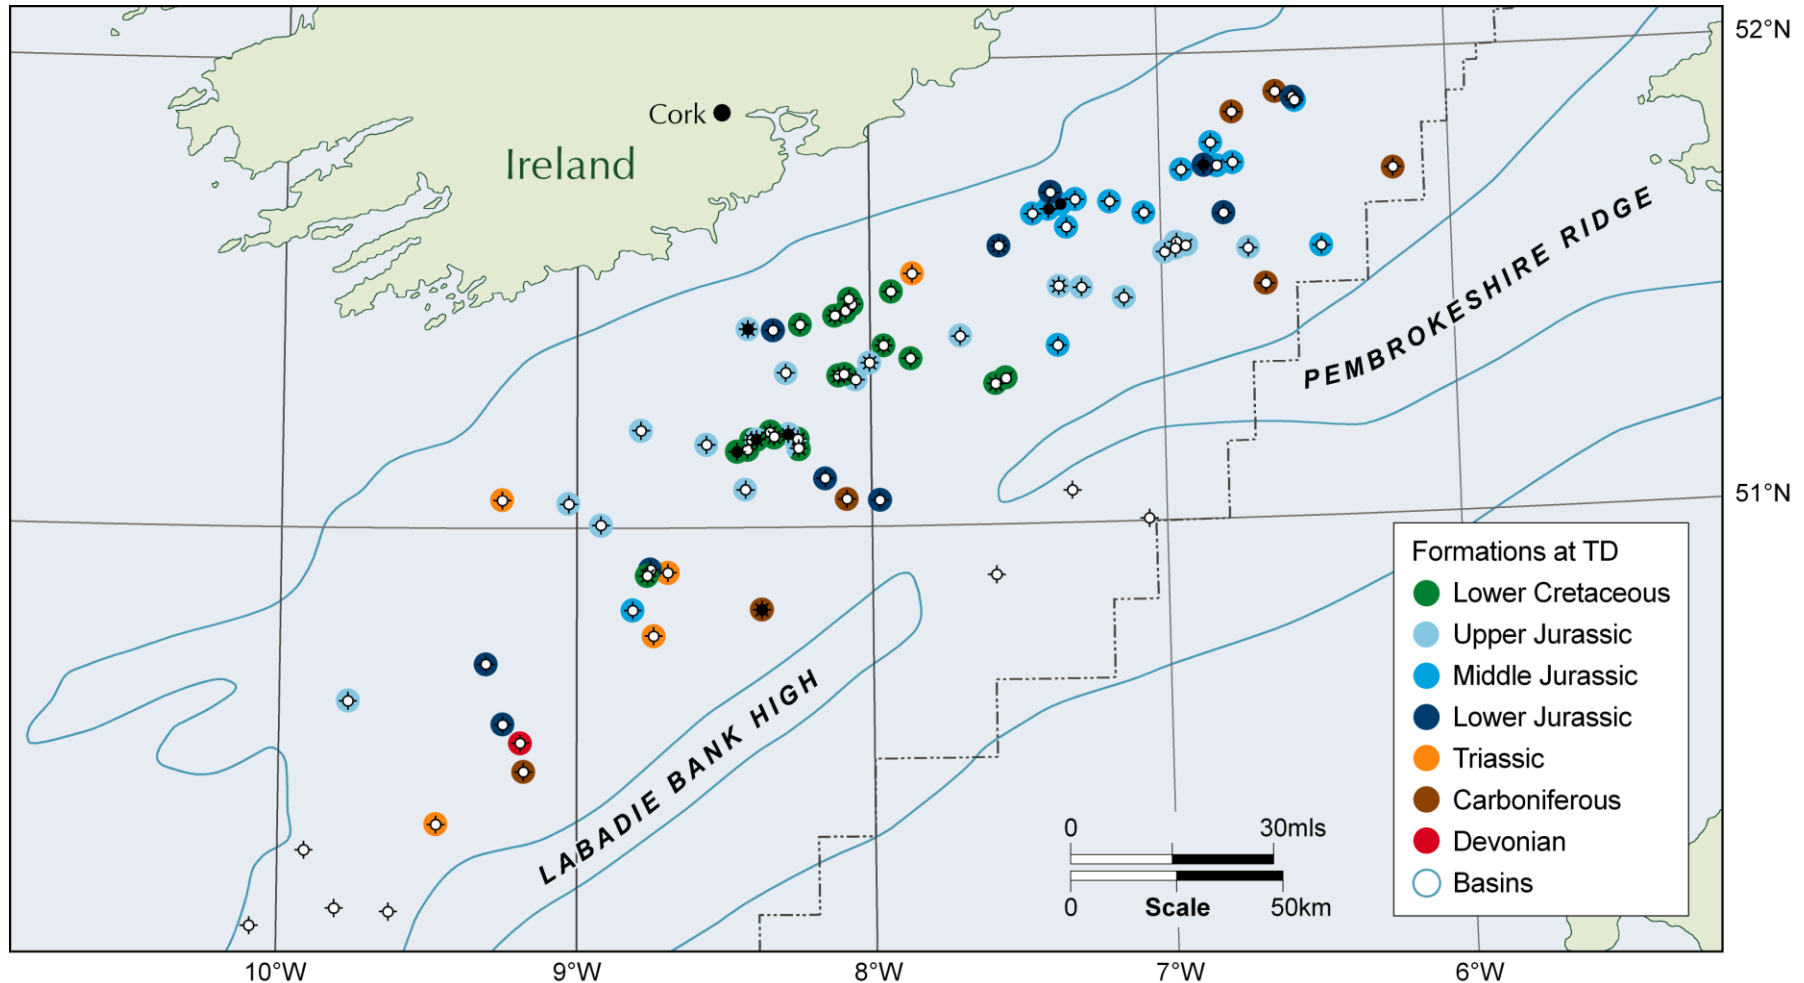 52°N
Cork
Ireland
PEMBROKESHIRE RIDGE
51°N
LABADIE BANK HIGH
Formations at TD
Lower Cretaceous
Upper Jurassic
Middle Jurassic
Lower Jurassic
Triassic
Carboniferous
Devonian
Basins
0 30mls
0 Scale 50km
10°W 9°W 8°W 7°W 6°W